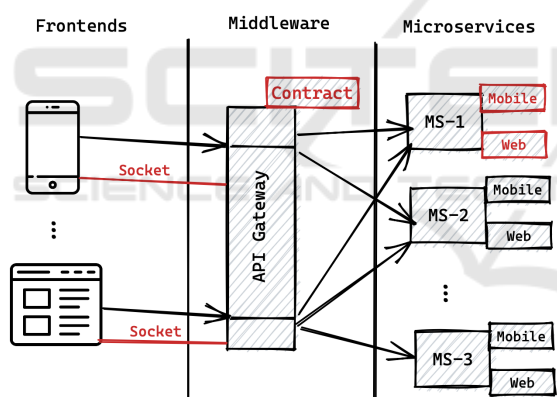 Frontends
Middleware
Microservices
Contract
Mobile
MS-1
Web
Socket
API Gateway
Mobile
MS-2
Web
Socket
Mobile
MS-3
Web